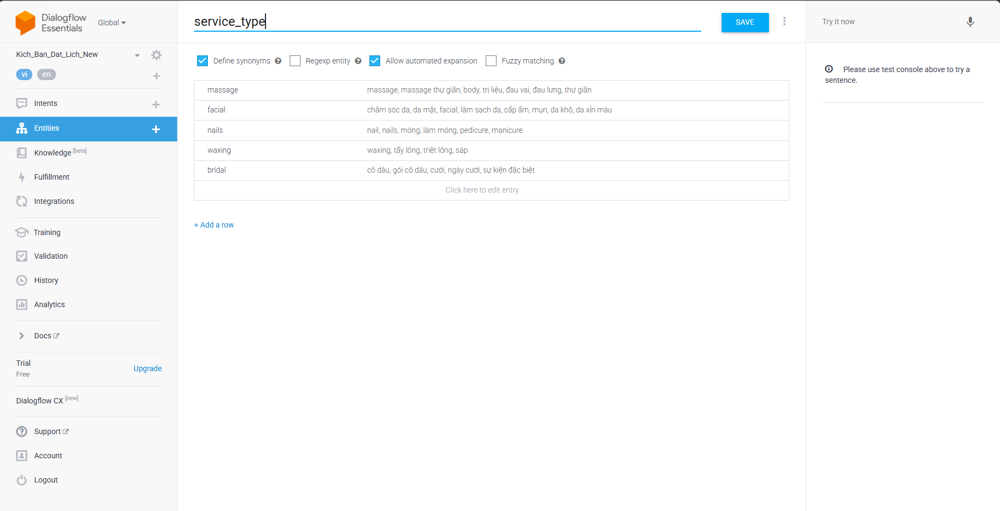 Dialogflow
Essentials
Global
service_type
SAVE
Try it now
Kich_Ban_Dat_Lich_New
vi
en
Define synonyms
Regexp entity
Allow automated expansion
Fuzzy matching
Please use test console above to try a
sentence.
Intents
Entities
Knowledge [beta]
Fulfillment
Integrations
Training
Validation
History
Analytics
Docs
Trial
Free
Upgrade
Dialogflow CX [new]
Support
Account
Logout
massage massage, massage thư giãn, body, trị liệu, đau vai, đau lưng, thư giãn
facial chăm sóc da, da mặt, facial, làm sạch da, cấp ẩm, mụn, da khô, da xỉn màu
nails nail, nails, móng, làm móng, pedicure, manicure
waxing waxing, tẩy lông, triệt lông, sáp
bridal cô dâu, gói cô dâu, cưới, ngày cưới, sự kiện đặc biệt
Click here to edit entry
+ Add a row